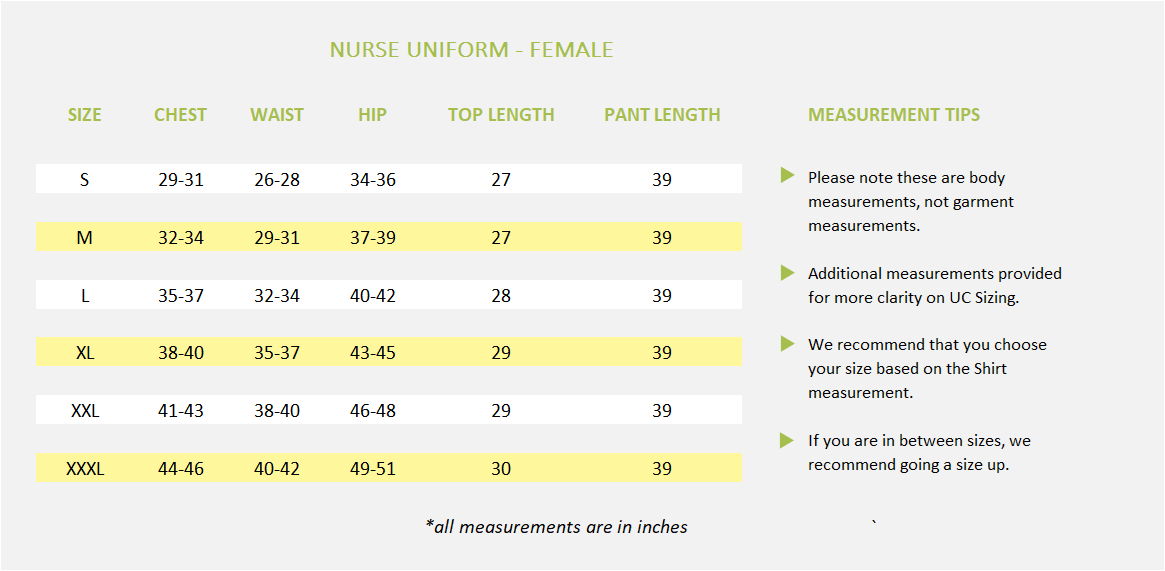 NURSE UNIFORM - FEMALE
SIZE CHEST WAIST HIP TOP LENGTH PANT LENGTH
S 29-31 26-28 34-36 27 39
M 32-34 29-31 37-39 27 39
L 35-37 32-34 40-42 28 39
XL 38-40 35-37 43-45 29 39
XXL 41-43 38-40 46-48 29 39
XXXL 44-46 40-42 49-51 30 39
*all measurements are in inches
MEASUREMENT TIPS
Please note these are body
measurements, not garment
measurements.
Additional measurements provided
for more clarity on UC Sizing.
We recommend that you choose
your size based on the Shirt
measurement.
If you are in between sizes, we
recommend going a size up.
`